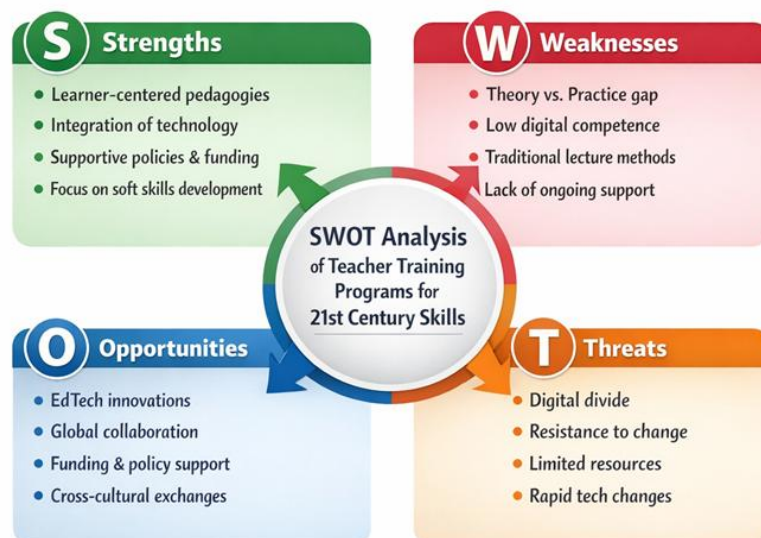 S Strengths
• Learner-centered pedagogies
• Integration of technology
• Supportive policies & funding
• Focus on soft skills development
W Weaknesses
• Theory vs. Practice gap
• Low digital competence
• Traditional lecture methods
Lack of ongoing support
SWOT Analysis
of Teacher Training
Programs for
21st Century Skills
O Opportunities
• EdTech innovations
• Global collaboration
• Funding & policy support
• Cross-cultural exchanges
T Threats
• Digital divide
• Resistance to change
• Limited resources
• Rapid tech changes